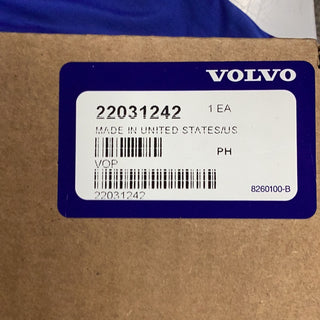 VOLVO
22031242 1 EA
MADE IN UNITED STATES/US
PH
VOP
22031242
8260100-B